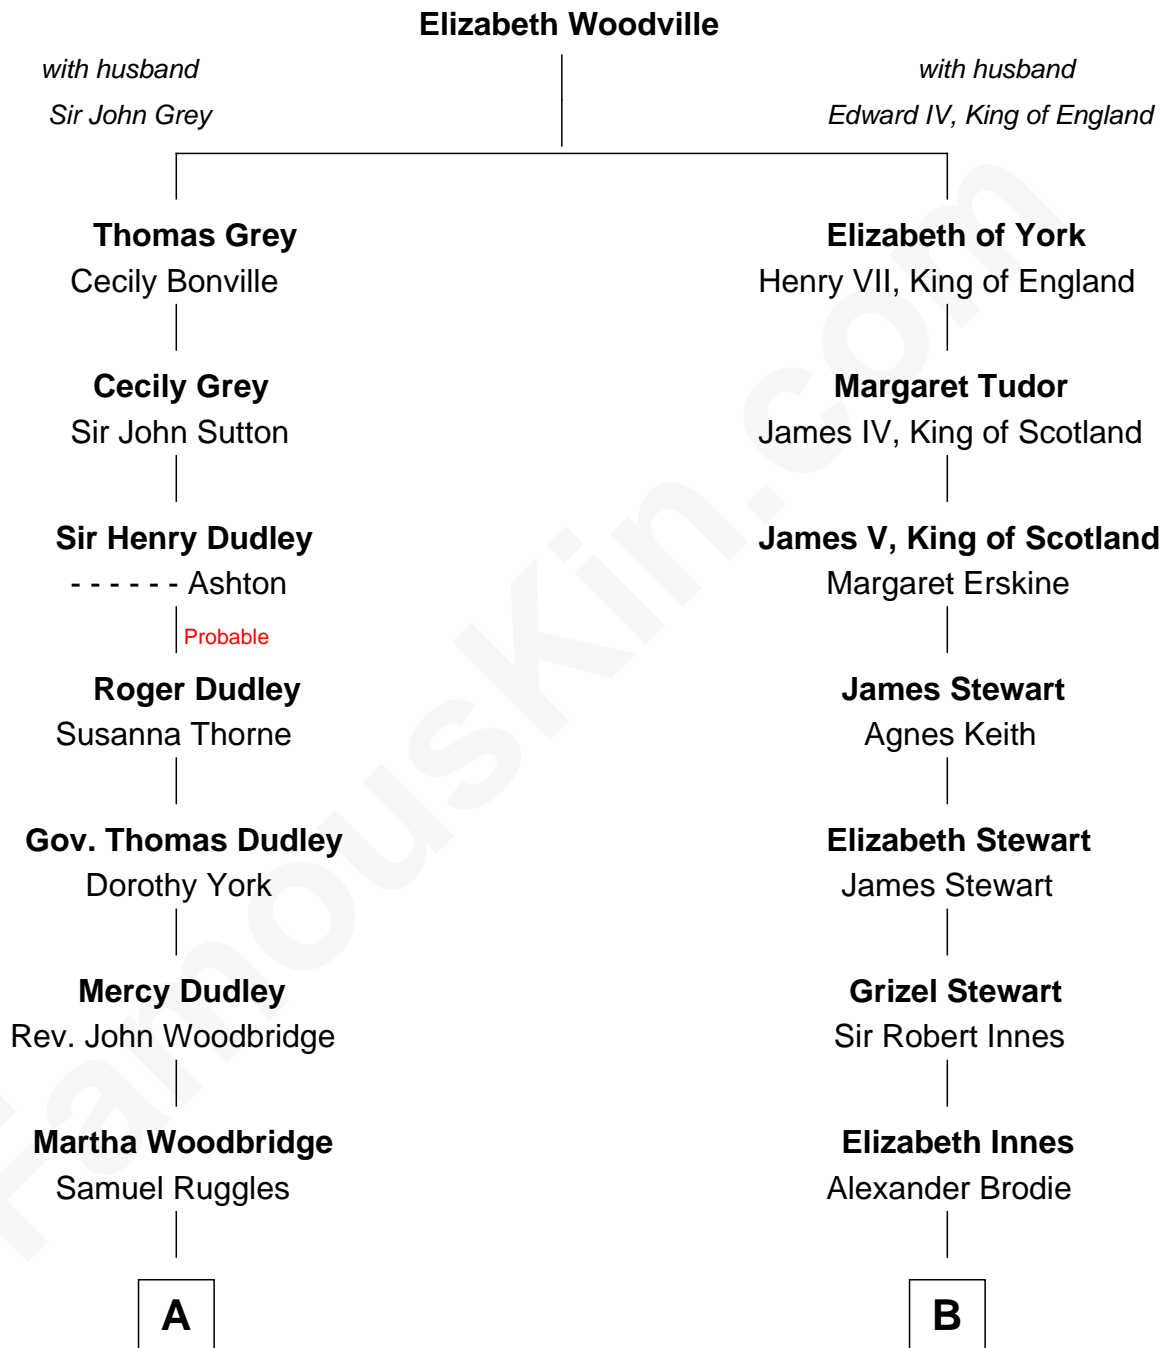 Elizabeth Woodville
with husband
Sir John Grey
with husband
Edward IV, King of England
Thomas Grey
Cecily Bonville
Elizabeth of York
Henry VII, King of England
Cecily Grey
Sir John Sutton
Margaret Tudor
James IV, King of Scotland
Sir Henry Dudley
- - - - - - Ashton
James V, King of Scotland
Margaret Erskine
Probable
Roger Dudley
Susanna Thorne
James Stewart
Agnes Keith
Gov. Thomas Dudley
Dorothy York
Elizabeth Stewart
James Stewart
Mercy Dudley
Rev. John Woodbridge
Grizel Stewart
Sir Robert Innes
Martha Woodbridge
Samuel Ruggles
Elizabeth Innes
Alexander Brodie
A
B
FamousKin.com